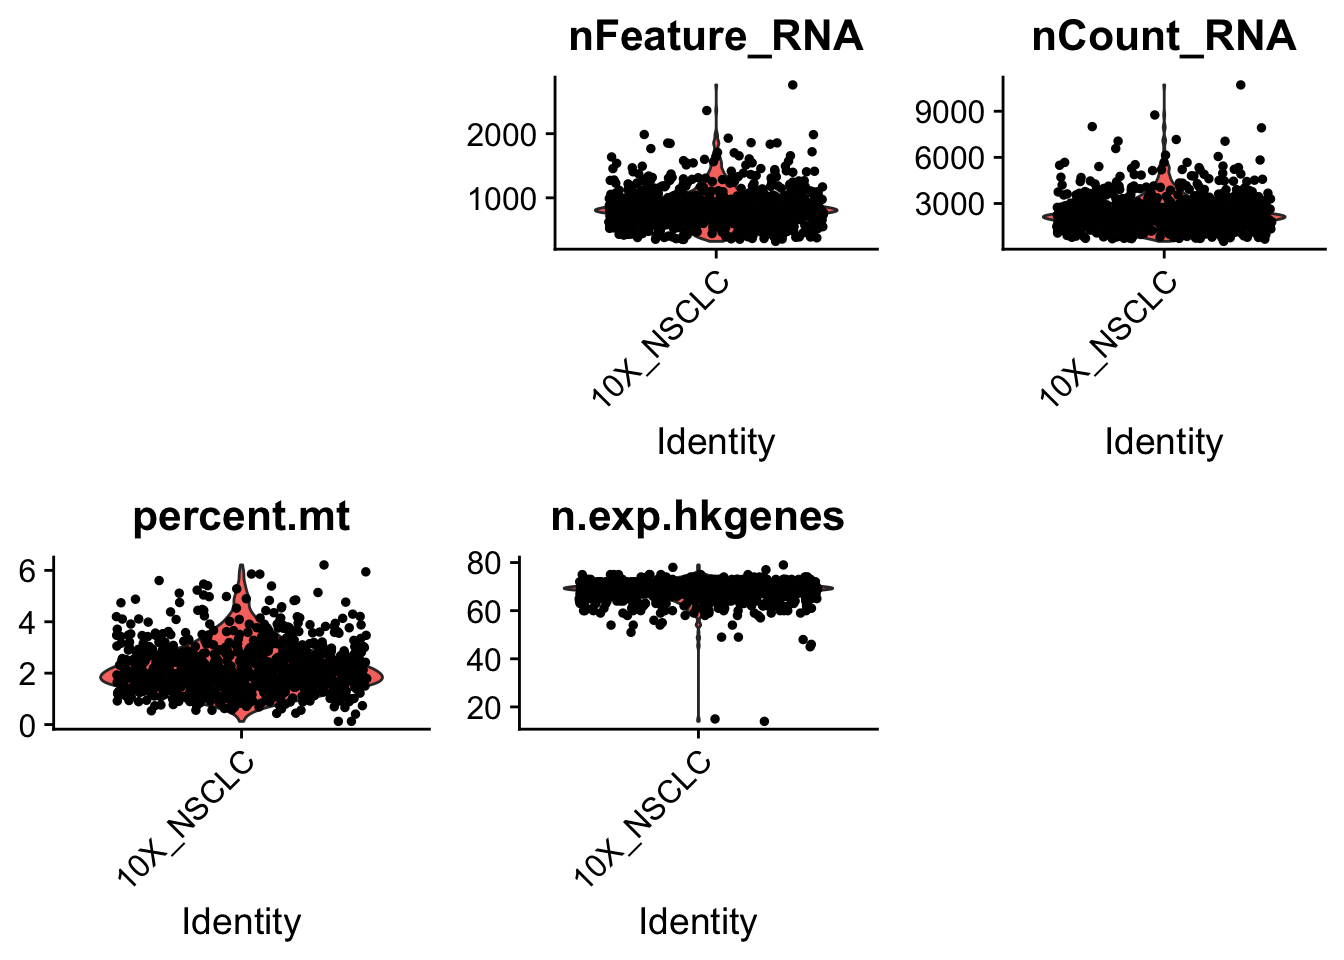 nFeature_RNA
2000
1000
10X_NSCLC
Identity
nCount_RNA
9000
6000
3000
10X_NSCLC
Identity
percent.mt
6
4
2
0
10X_NSCLC
Identity
n.exp.hkgenes
80
60
40
20
10X_NSCLC
Identity